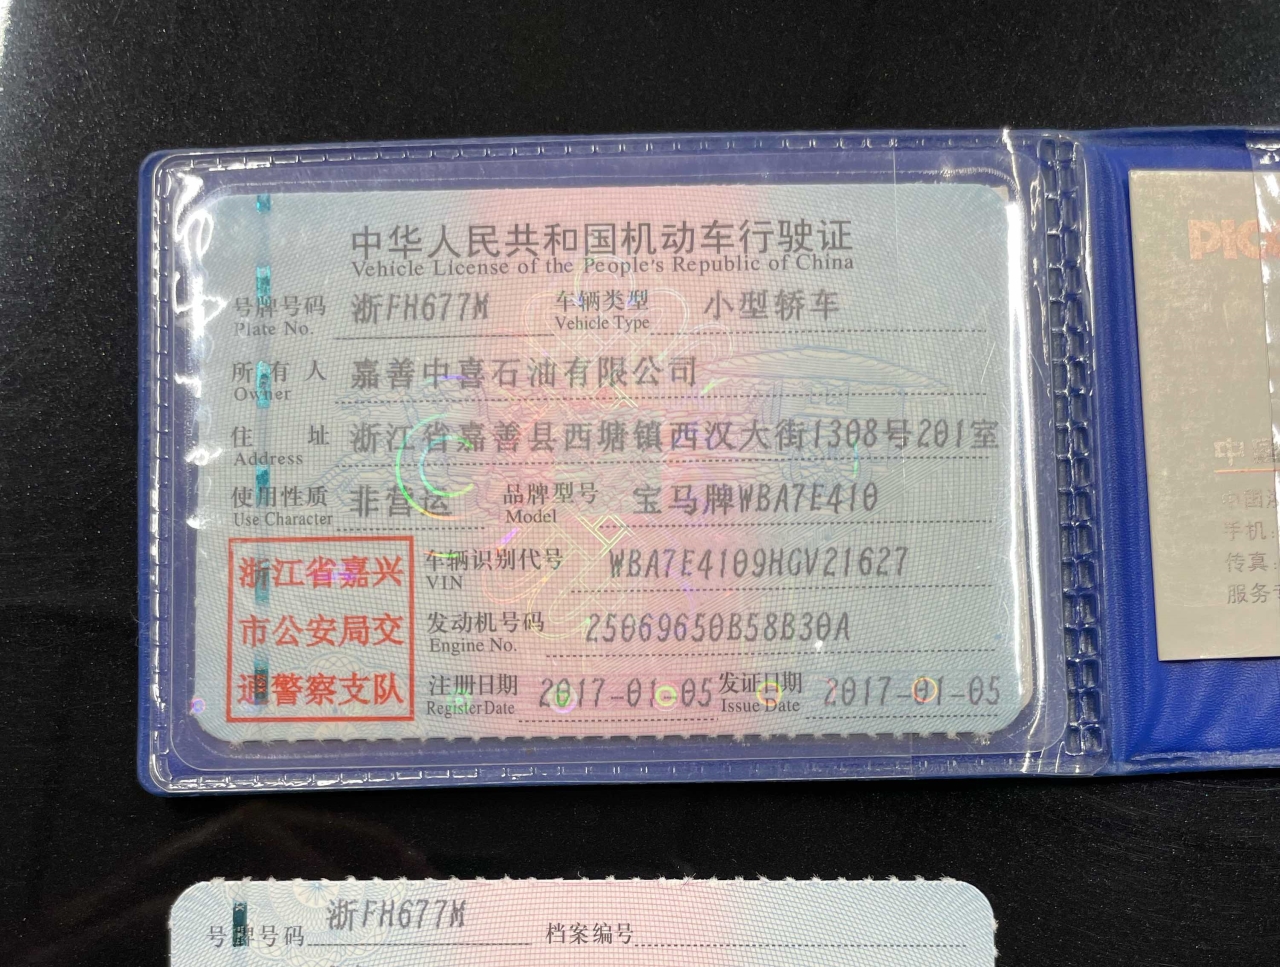 中华人民共和国机动车行驶证
Vehicle License of the People's Republic of China
号牌号码 浙FH677M 车辆类型 小型轿车
Plate No. Vehicle Type
所有人 嘉善中喜石油有限公司
Owner
住址 浙江省嘉善县西塘镇西汉大街1308号201室
Address
使用性质 非营运 品牌型号 宝马牌WBA7E410
Use Character Model
浙江省嘉兴
市公安局交
通警察支队
车辆识别代号 WBA7E4109HGV21627
VIN
发动机号码 25069650B58B30A
Engine No.
注册日期 2017-01-05 发证日期 2017-01-05
Register Date Issue Date
PIC
中国
手机:
传真:
服务专
号牌号码 浙FH677M 档案编号